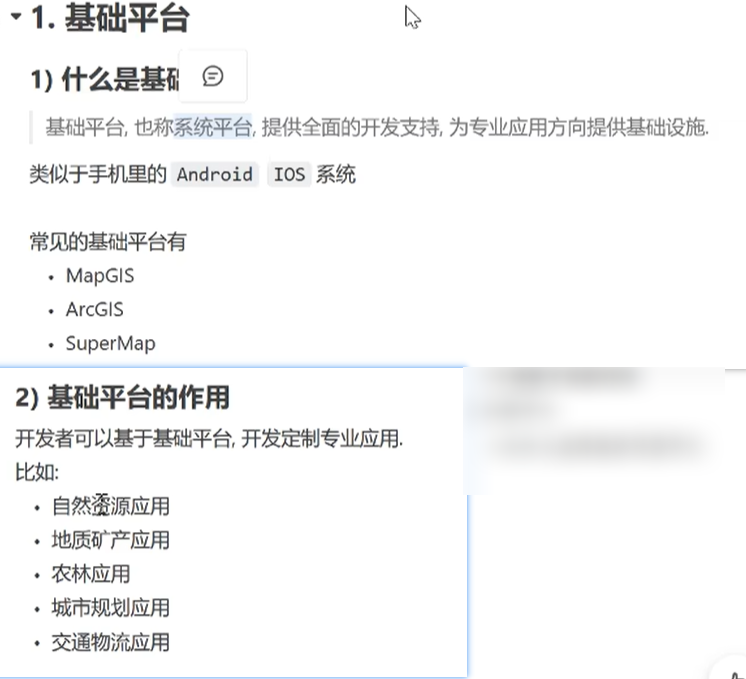 1. 基础平台
1) 什么是基
基础平台, 也称系统平台, 提供全面的开发支持, 为专业应用方向提供基础设施.
类似于手机里的 Android IOS 系统
常见的基础平台有
• MapGIS
• ArcGIS
• SuperMap
2) 基础平台的作用
开发者可以基于基础平台, 开发定制专业应用.
比如:
• 自然资源应用
• 地质矿产应用
• 农林应用
• 城市规划应用
• 交通物流应用